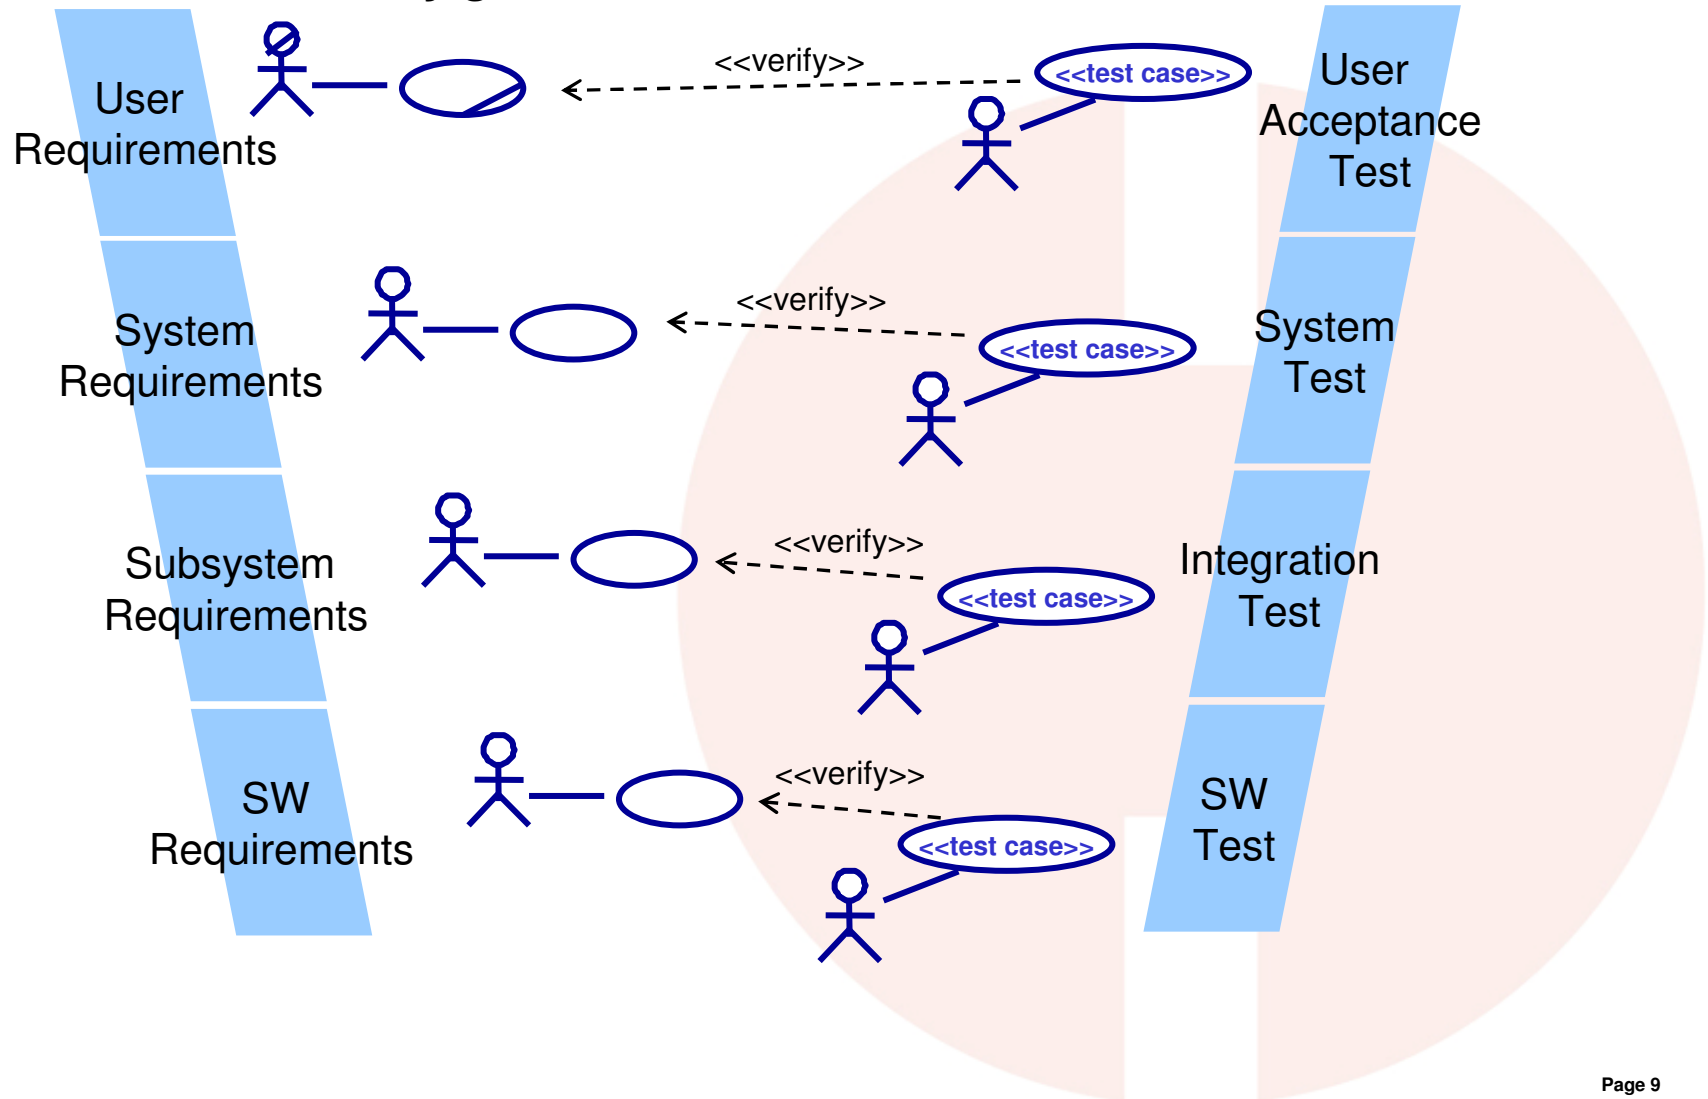 <<verify>>
<<test case>>
User
Requirements
User
Acceptance
Test
<<verify>>
<<test case>>
System
Requirements
System
Test
<<verify>>
<<test case>>
Subsystem
Requirements
Integration
Test
<<verify>>
<<test case>>
SW
Requirements
SW
Test
Page 9